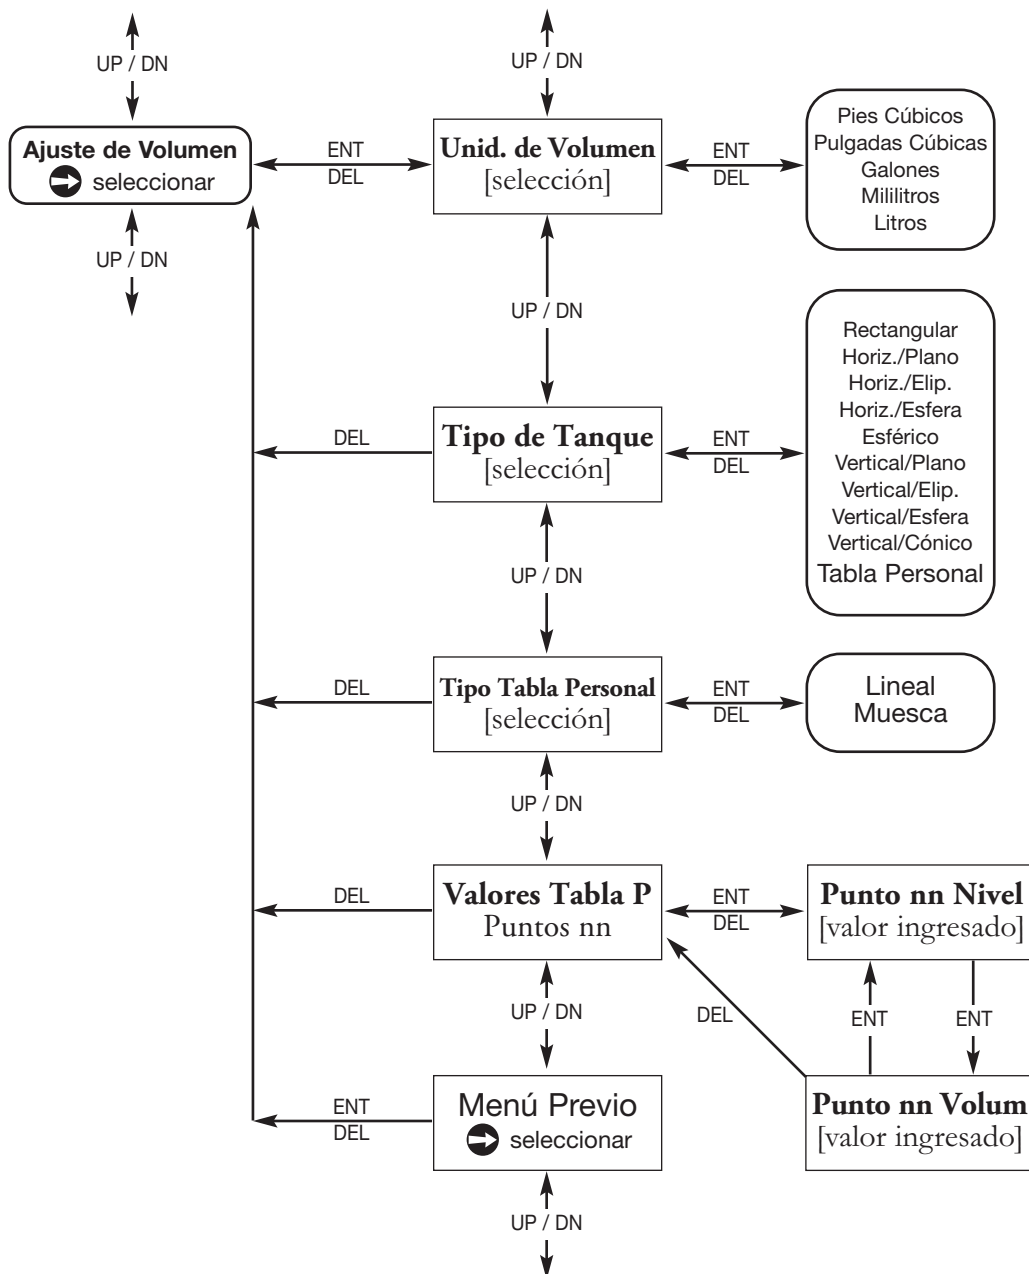 UP / DN
UP / DN
Ajuste de Volumen
seleccionar
ENT
DEL
Unid. de Volumen
[selección]
ENT
DEL
Pies Cúbicos
Pulgadas Cúbicas
Galones
Mililitros
Litros
UP / DN
UP / DN
DEL
Tipo de Tanque
[selección]
ENT
DEL
Rectangular
Horiz./Plano
Horiz./Elip.
Horiz./Esfera
Esférico
Vertical/Plano
Vertical/Elip.
Vertical/Esfera
Vertical/Cónico
Tabla Personal
UP / DN
DEL
Tipo Tabla Personal
[selección]
ENT
DEL
Lineal
Muesca
UP / DN
DEL
Valores Tabla P
Puntos nn
ENT
DEL
Punto nn Nivel
[valor ingresado]
UP / DN
DEL
ENT
ENT
ENT
DEL
Menú Previo
seleccionar
Punto nn Volum
[valor ingresado]
UP / DN